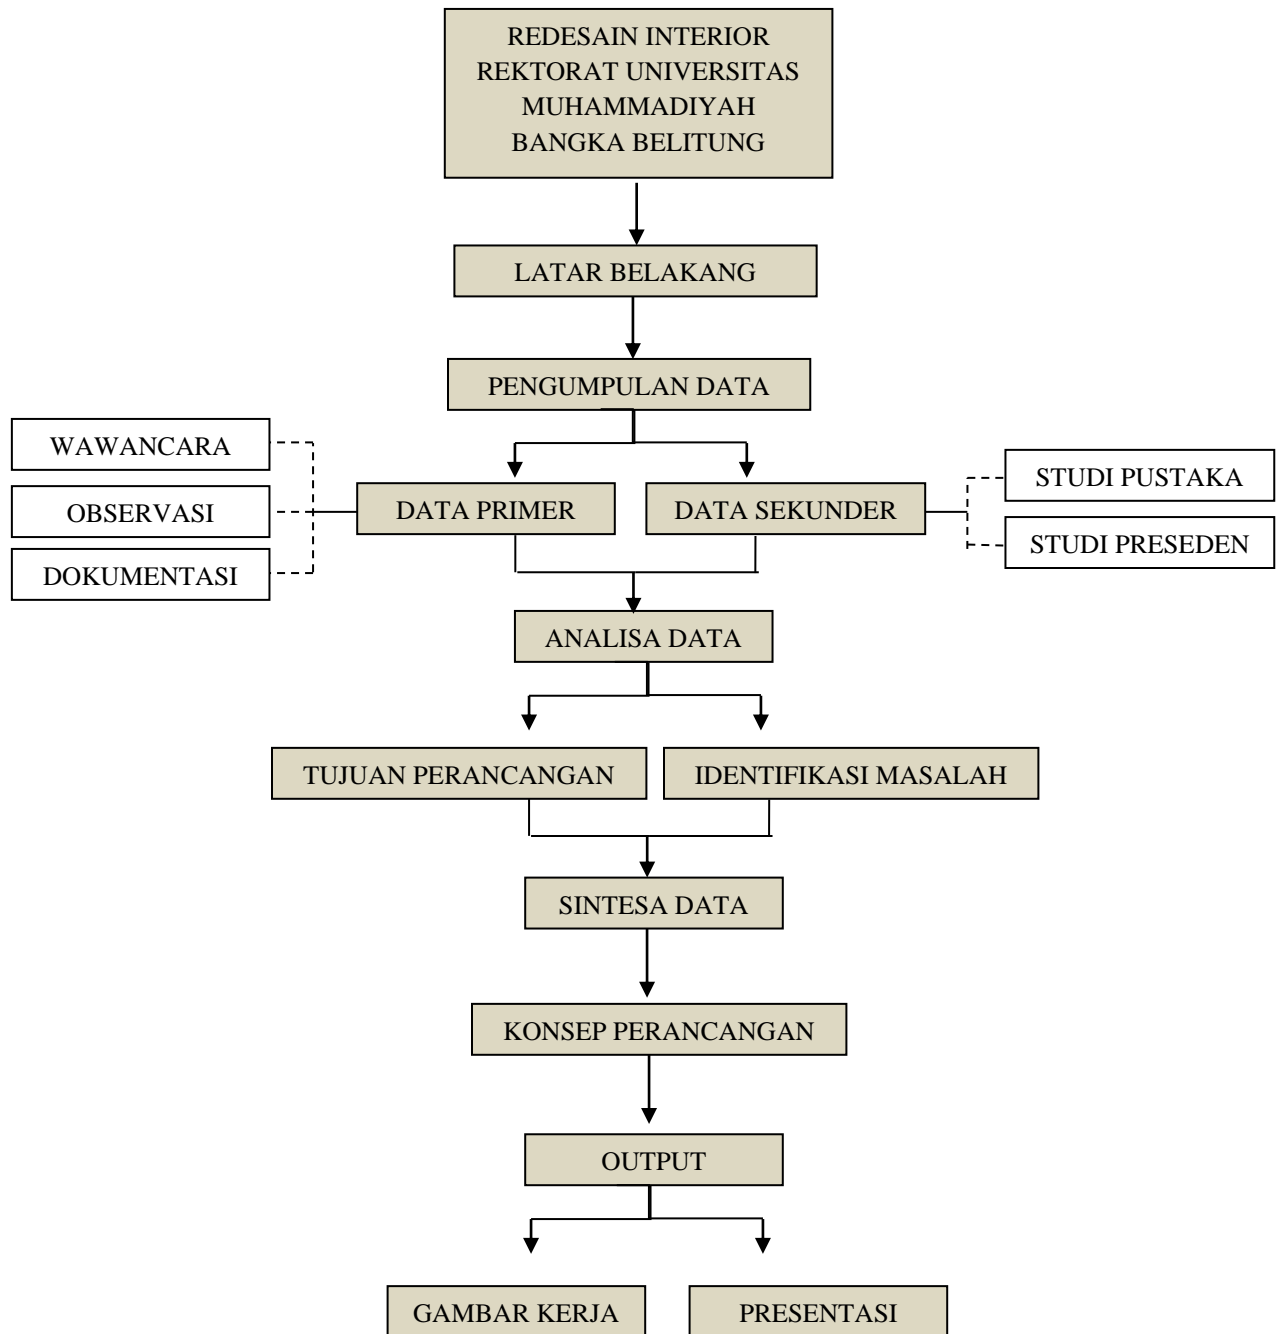 REDESAIN INTERIOR
REKTORAT UNIVERSITAS
MUHAMMADIYAH
BANGKA BELITUNG
LATAR BELAKANG
PENGUMPULAN DATA
WAWANCARA
OBSERVASI
DOKUMENTASI
DATA PRIMER
DATA SEKUNDER
STUDI PUSTAKA
STUDI PRESEDEN
ANALISA DATA
TUJUAN PERANCANGAN
IDENTIFIKASI MASALAH
SINTESA DATA
KONSEP PERANCANGAN
OUTPUT
GAMBAR KERJA
PRESENTASI